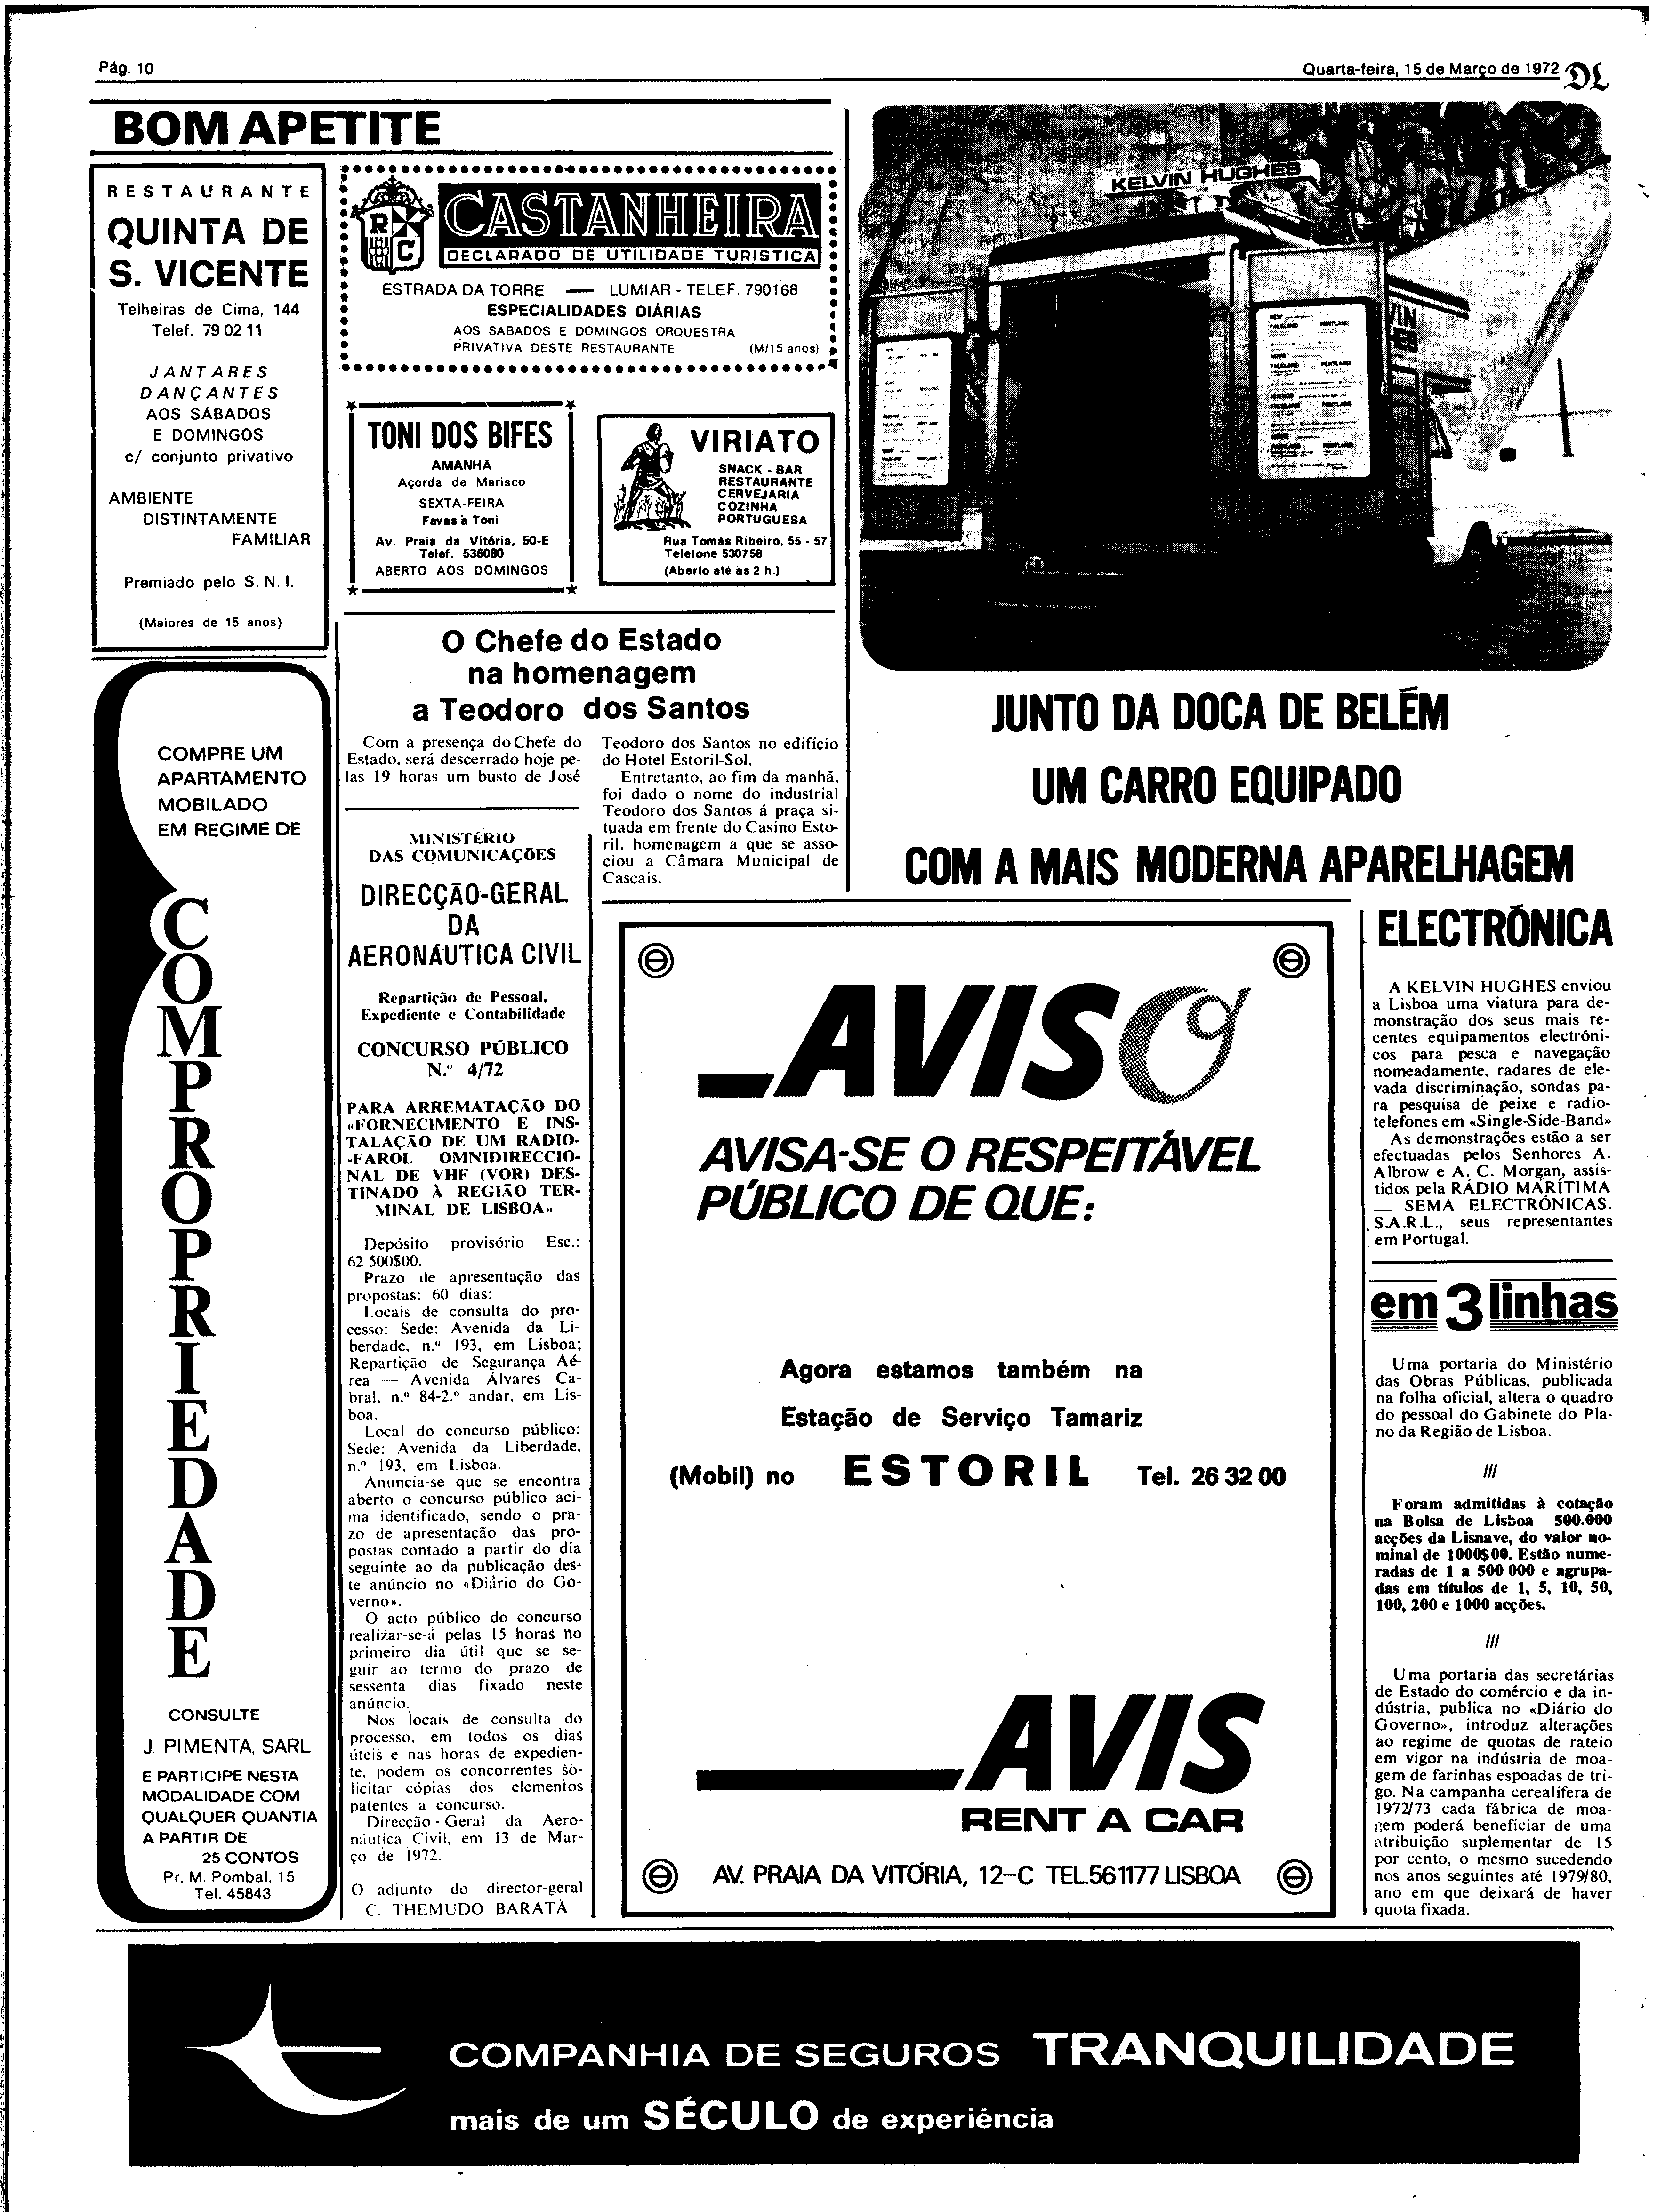 Pág. 10
Quarta-feira, 15 de Março de 1972 DL
BOM APETITE
RESTAURANTE
QUINTA DE
S. VICENTE
Telheiras de Cima, 144
Telef. 79 02 11
JANTARES
DANÇANTES
AOS SÁBADOS
E DOMINGOS
c/ conjunto privativo
AMBIENTE
DISTINTAMENTE
FAMILIAR
Premiado pelo S. N. I.
(Maiores de 15 anos)
R C
CASTANHEIRA
DECLARADO DE UTILIDADE TURISTICA
ESTRADA DA TORRE — LUMIAR - TELEF. 790168
ESPECIALIDADES DIÁRIAS
AOS SABADOS E DOMINGOS ORQUESTRA
PRIVATIVA DESTE RESTAURANTE (M/15 anos)
TONI DOS BIFES
AMANHÃ
Açorda de Marisco
SEXTA-FEIRA
Favas à Toni
Av. Praia da Vitória, 50-E
Telef. 536080
ABERTO AOS DOMINGOS
VIRIATO
SNACK - BAR
RESTAURANTE
CERVEJARIA
COZINHA
PORTUGUESA
Rua Tomás Ribeiro, 55 - 57
Telefone 530758
(Aberto até às 2 h.)
COMPRE UM
APARTAMENTO
MOBILADO
EM REGIME DE
COMPROPRIEDADE
CONSULTE
J. PIMENTA, SARL
E PARTICIPE NESTA
MODALIDADE COM
QUALQUER QUANTIA
A PARTIR DE
25 CONTOS
Pr. M. Pombal, 15
Tel. 45843
O Chefe do Estado
na homenagem
a Teodoro dos Santos
Com a presença do Chefe do
Estado, será descerrado hoje pe-
las 19 horas um busto de José
Teodoro dos Santos no edifício
do Hotel Estoril-Sol.
Entretanto, ao fim da manhã,
foi dado o nome do industrial
Teodoro dos Santos á praça si-
tuada em frente do Casino Esto-
ril, homenagem a que se asso-
ciou a Câmara Municipal de
Cascais.
MINISTÉRIO
DAS COMUNICAÇÕES
DIRECÇÃO-GERAL
DA
AERONÁUTICA CIVIL
Repartição de Pessoal,
Expediente e Contabilidade
CONCURSO PÚBLICO
N.º 4/72
PARA ARREMATAÇÃO DO
«FORNECIMENTO E INS-
TALAÇÃO DE UM RADIO-
-FAROL OMNIDIRECCIO-
NAL DE VHF (VOR) DES-
TINADO À REGIÃO TER-
MINAL DE LISBOA»
Depósito provisório Esc.:
62 500$00.
Prazo de apresentação das
propostas: 60 dias:
Locais de consulta do pro-
cesso: Sede: Avenida da Li-
berdade, n.º 193, em Lisboa;
Repartição de Segurança Aé-
rea — Avenida Álvares Ca-
bral, n.º 84-2.º andar, em Lis-
boa.
Local do concurso público:
Sede: Avenida da Liberdade,
n.º 193, em Lisboa.
Anuncia-se que se encontra
aberto o concurso público aci-
ma identificado, sendo o pra-
zo de apresentação das pro-
postas contado a partir do dia
seguinte ao da publicação des-
te anúncio no «Diário do Go-
verno».
O acto público do concurso
realizar-se-á pelas 15 horas no
primeiro dia útil que se se-
guir ao termo do prazo de
sessenta dias fixado neste
anúncio.
Nos locais de consulta do
processo, em todos os dias
úteis e nas horas de expedien-
te, podem os concorrentes so-
licitar cópias dos elementos
patentes a concurso.
Direcção - Geral da Aero-
náutica Civil, em 13 de Mar-
ço de 1972.
O adjunto do director-geral
C. THEMUDO BARATA
KELVIN HUGHES
JUNTO DA DOCA DE BELÉM
UM CARRO EQUIPADO
COM A MAIS MODERNA APARELHAGEM
ELECTRÓNICA
A KELVIN HUGHES enviou
a Lisboa uma viatura para de-
monstração dos seus mais re-
centes equipamentos electróni-
cos para pesca e navegação
nomeadamente, radares de ele-
vada discriminação, sondas pa-
ra pesquisa de peixe e radio-
telefones em «Single-Side-Band»
As demonstrações estão a ser
efectuadas pelos Senhores A.
Albrow e A. C. Morgan, assis-
tidos pela RÁDIO MARÍTIMA
— SEMA ELECTRÓNICAS.
S.A.R.L., seus representantes
em Portugal.
AVISO
AVISA-SE O RESPEITÁVEL
PÚBLICO DE QUE:
Agora estamos também na
Estação de Serviço Tamariz
(Mobil) no ESTORIL Tel. 26 32 00
AVIS
RENT A CAR
AV. PRAIA DA VITÓRIA, 12-C TEL.561177 LISBOA
em 3 linhas
Uma portaria do Ministério
das Obras Públicas, publicada
na folha oficial, altera o quadro
do pessoal do Gabinete do Pla-
no da Região de Lisboa.
///
Foram admitidas à cotação
na Bolsa de Lisboa 500.000
acções da Lisnave, do valor no-
minal de 1000$00. Estão nume-
radas de 1 a 500 000 e agrupa-
das em títulos de 1, 5, 10, 50,
100, 200 e 1000 acções.
///
Uma portaria das secretárias
de Estado do comércio e da in-
dústria, publica no «Diário do
Governo», introduz alterações
ao regime de quotas de rateio
em vigor na indústria de moa-
gem de farinhas espoadas de tri-
go. Na campanha cerealífera de
1972/73 cada fábrica de moa-
gem poderá beneficiar de uma
atribuição suplementar de 15
por cento, o mesmo sucedendo
nos anos seguintes até 1979/80,
ano em que deixará de haver
quota fixada.
COMPANHIA DE SEGUROS TRANQUILIDADE
mais de um SÉCULO de experiência